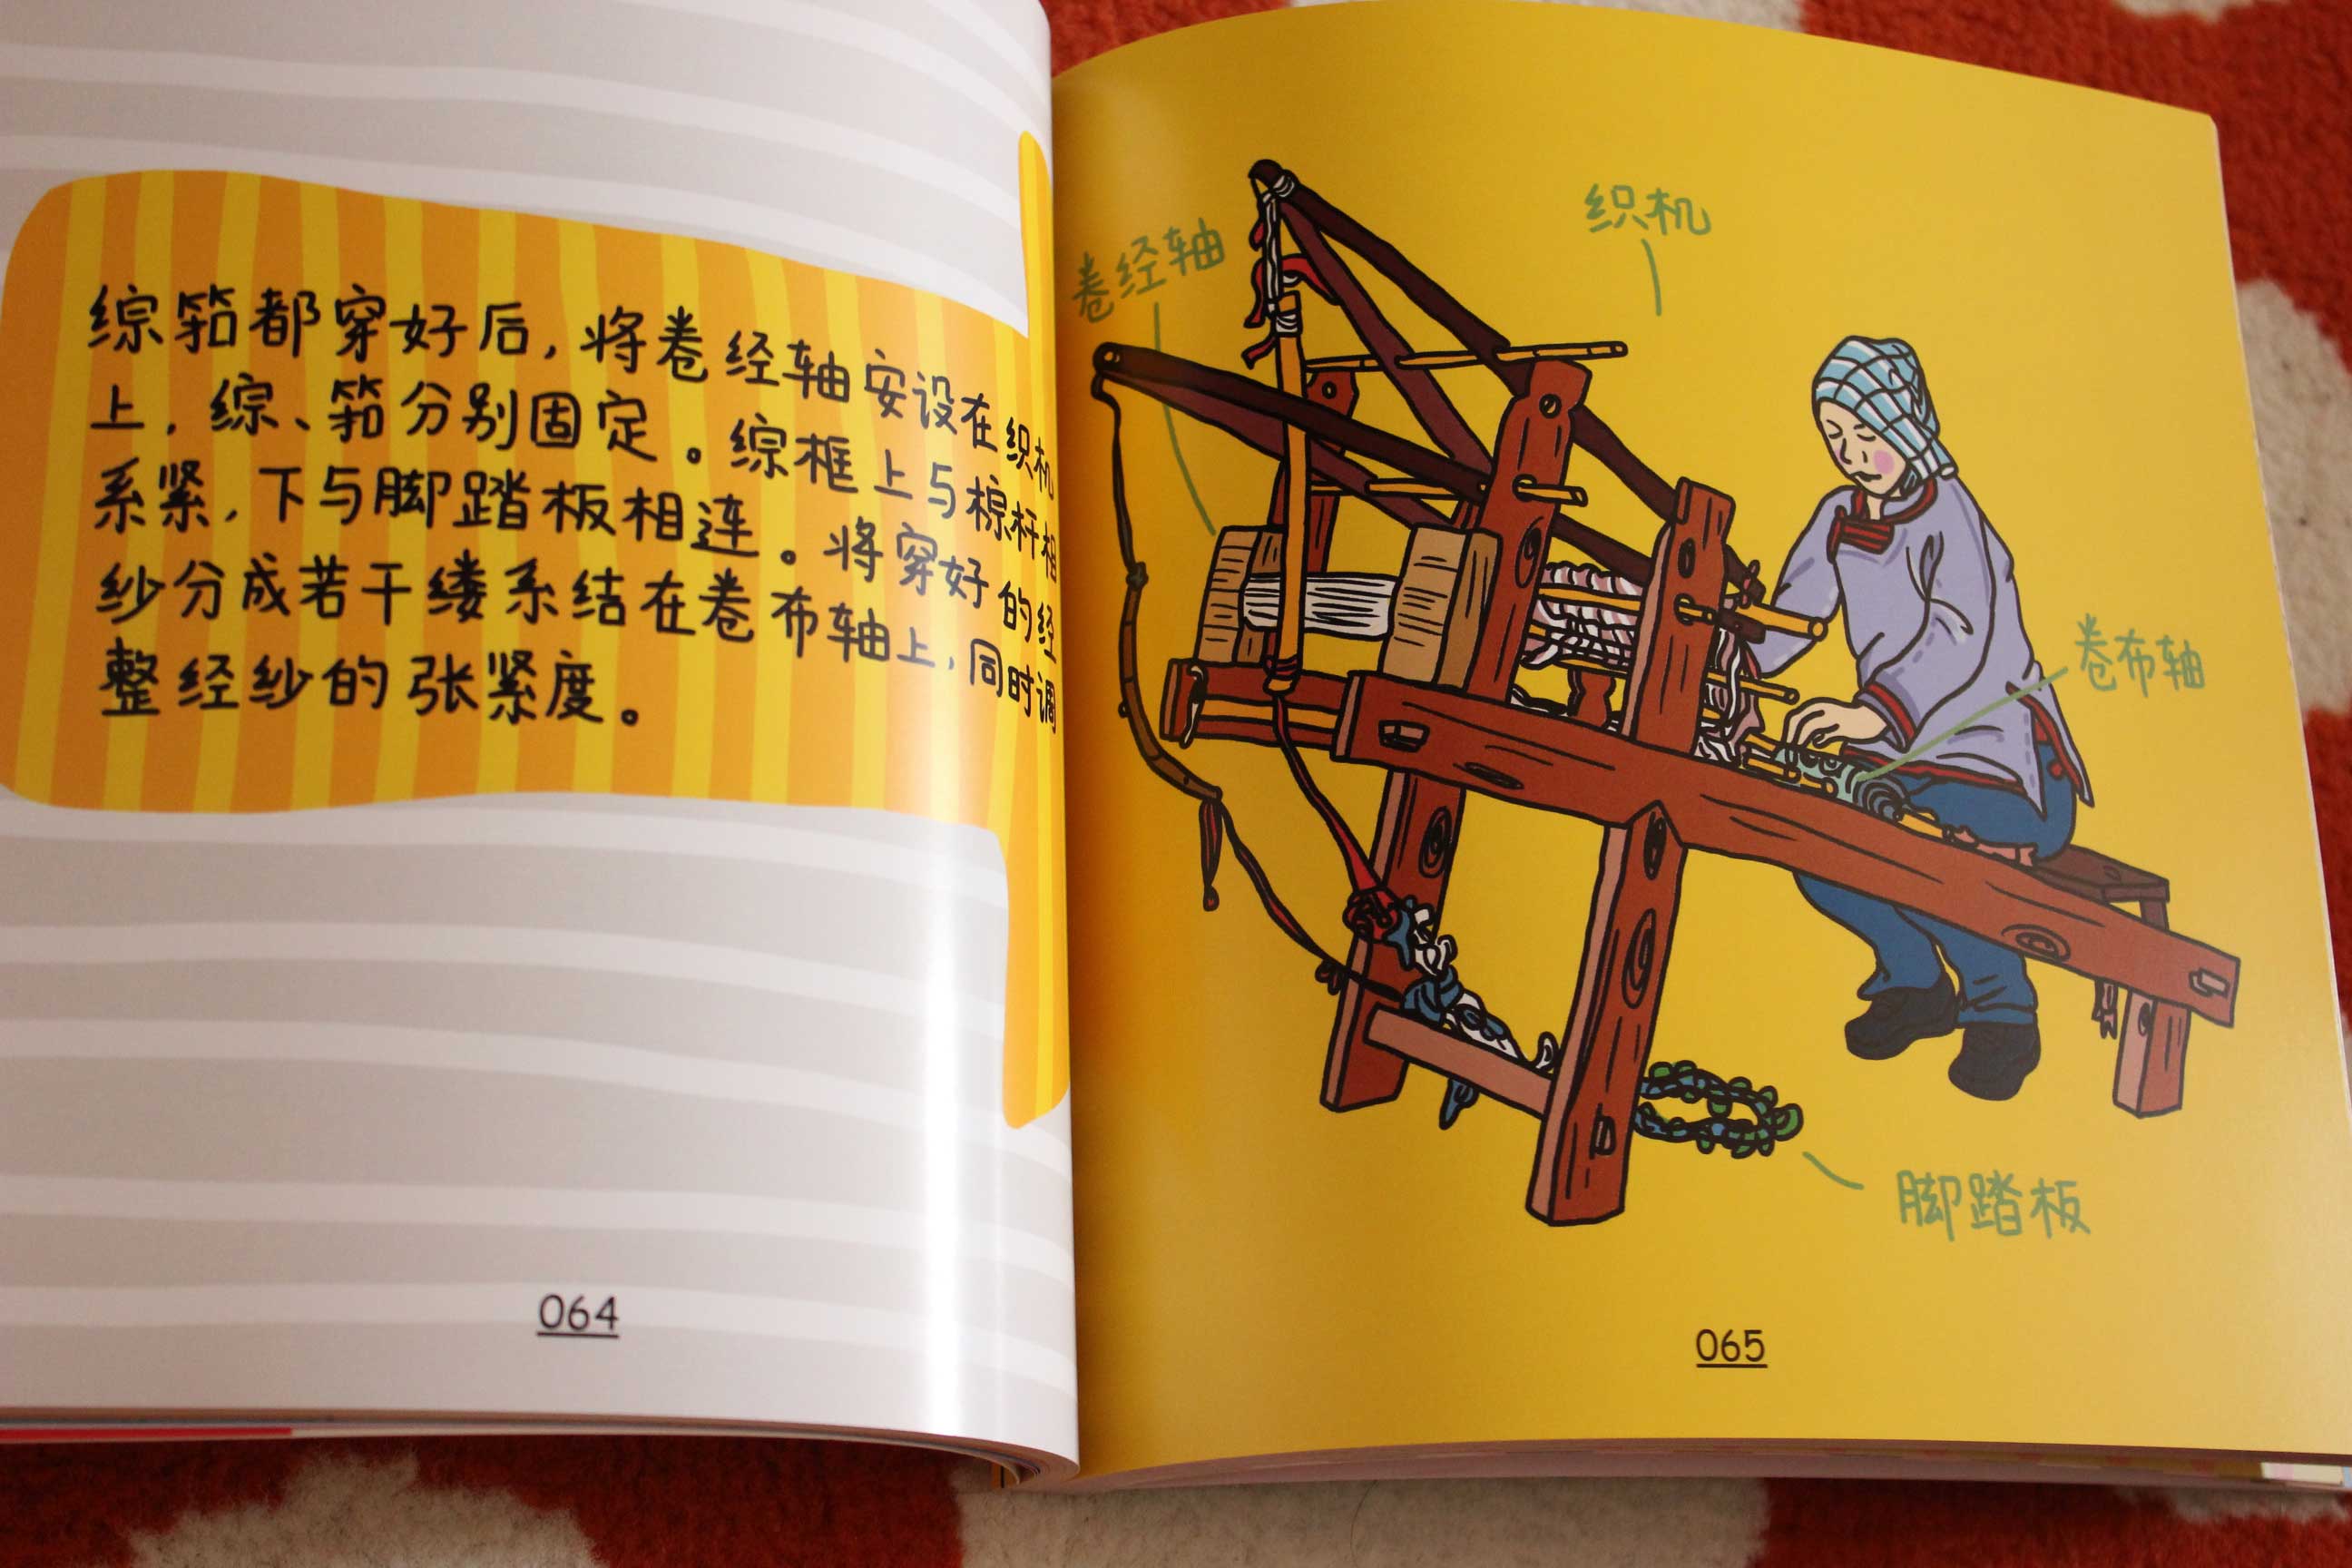 综筘都穿好后，将卷经轴安设在织机
上，综、筘分别固定。综框上与棕杆相
系紧，下与脚踏板相连。将穿好的经
纱分成若干缕系结在卷布轴上，同时调
整经纱的张紧度。
064
卷经轴
织机
卷布轴
脚踏板
065